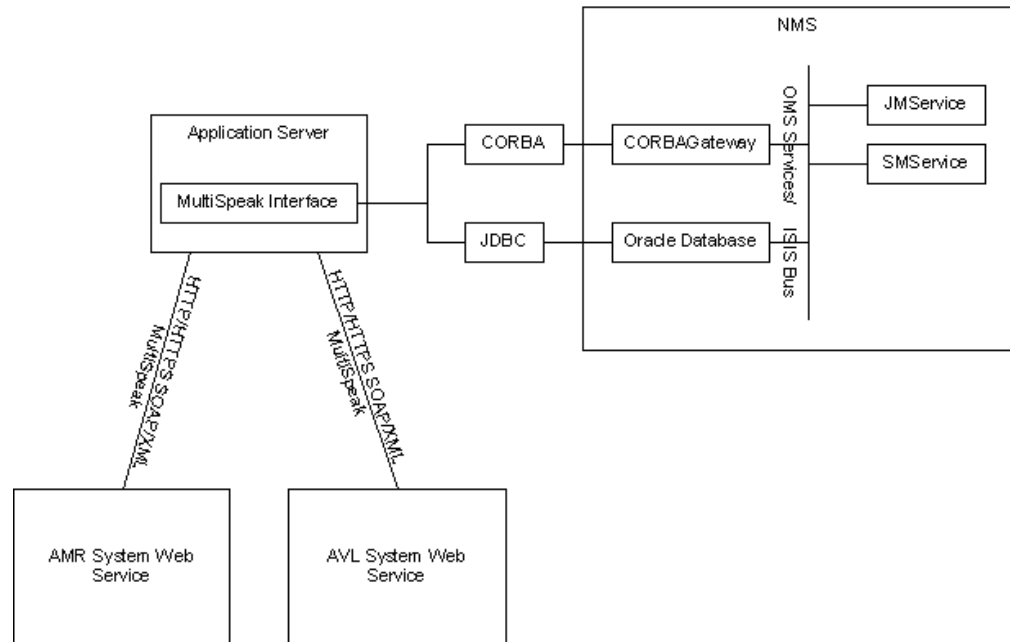 NMS
Application Server
MultiSpeak Interface
CORBA
JDBC
CORBAGateway
Oracle Database
OMS Services/ ISIS Bus
JMService
SMService
HTTP/HTTPS SOAP/XML
MultiSpeak
HTTP/HTTPS SOAP/XML
MultiSpeak
AMR System Web
Service
AVL System Web
Service